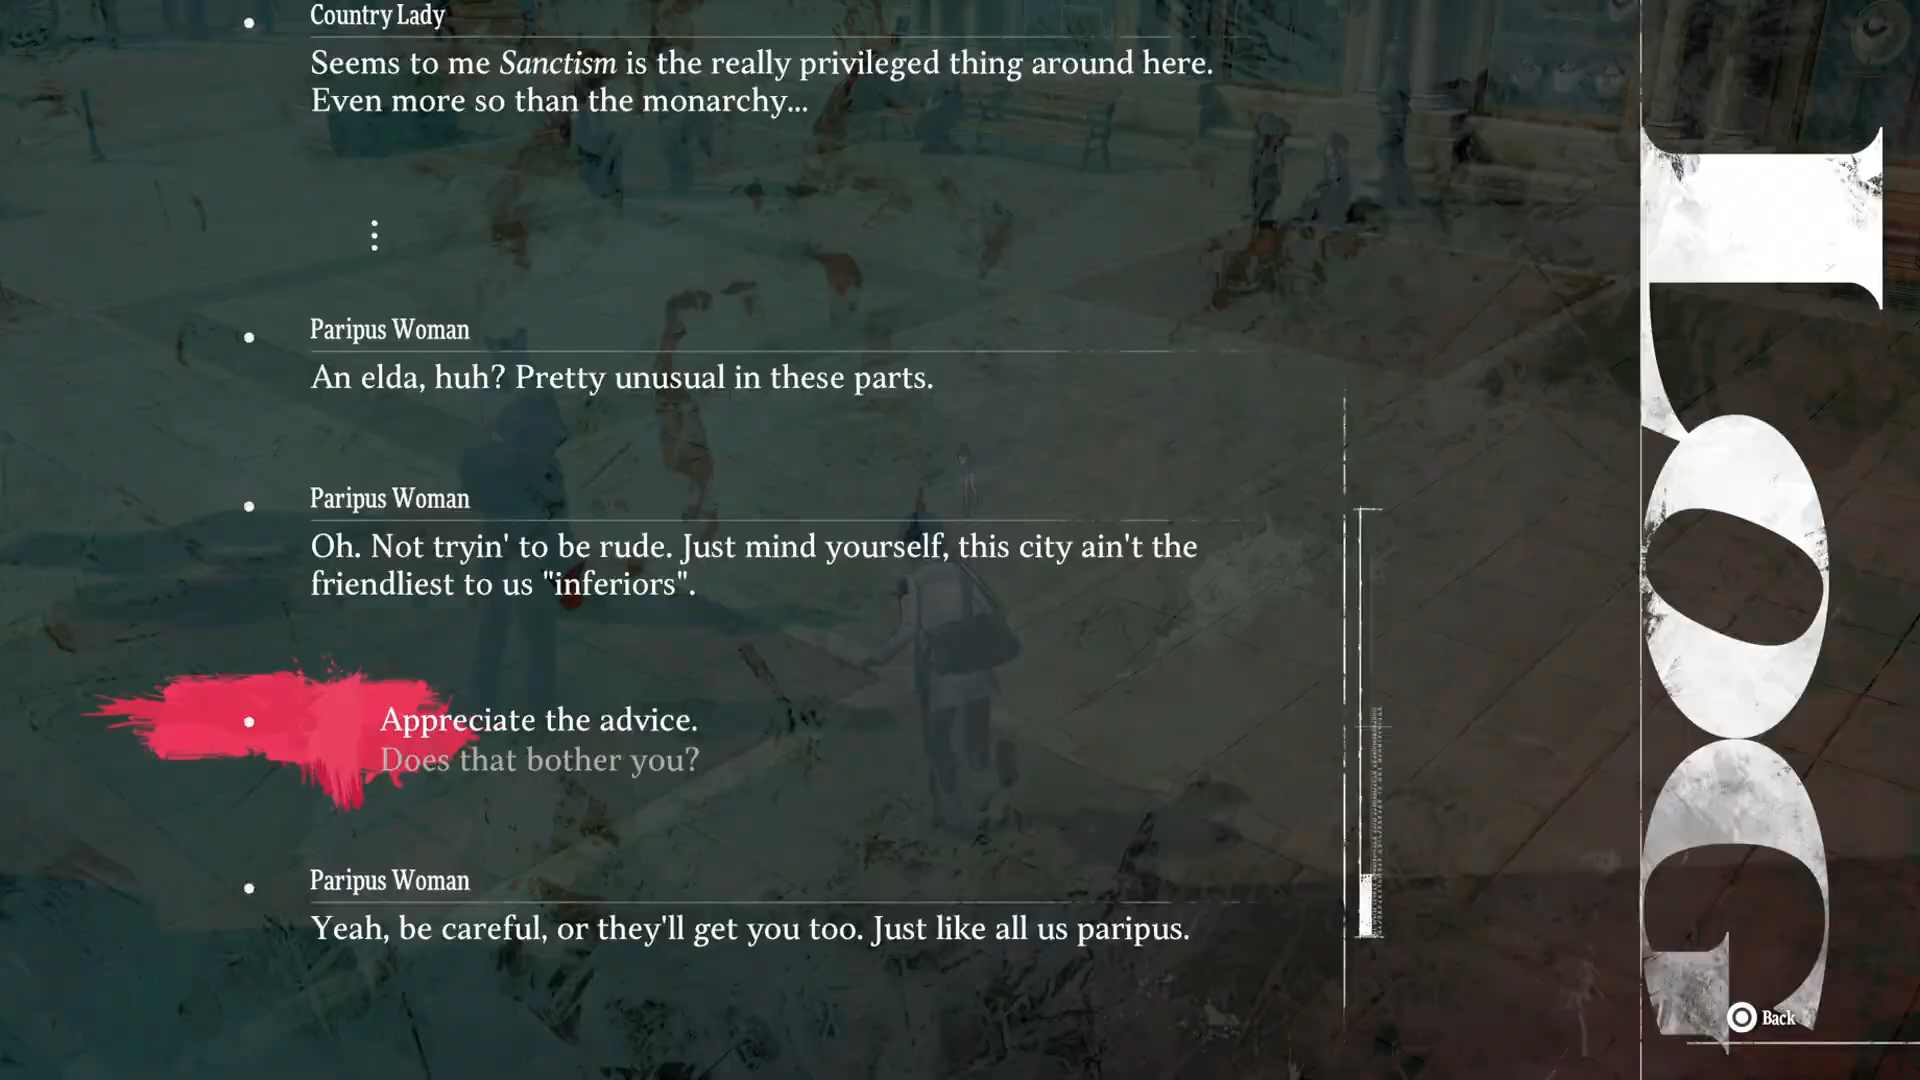 Country Lady
Seems to me Sanctism is the really privileged thing around here.
Even more so than the monarchy...
Paripus Woman
An elda, huh? Pretty unusual in these parts.
Paripus Woman
Oh. Not tryin' to be rude. Just mind yourself, this city ain't the
friendliest to us "inferiors".
Appreciate the advice.
Does that bother you?
Paripus Woman
Yeah, be careful, or they'll get you too. Just like all us paripus.
LOG
Back